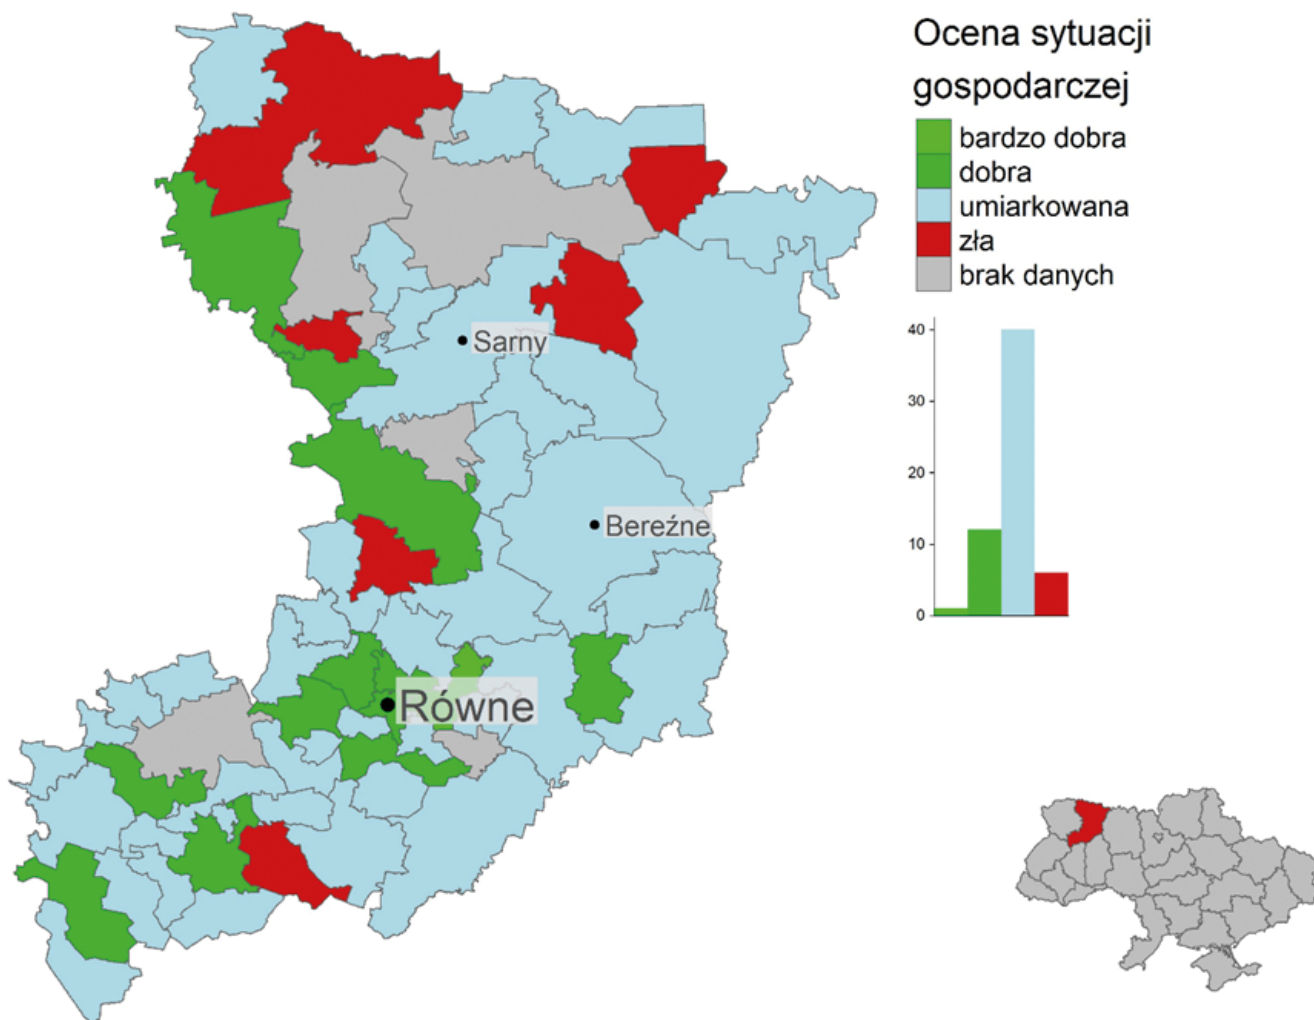 Ocena sytuacji
gospodarczej
bardzo dobra
dobra
umiarkowana
zła
brak danych
40
30
20
10
0
Sarny
Bereźne
Równe